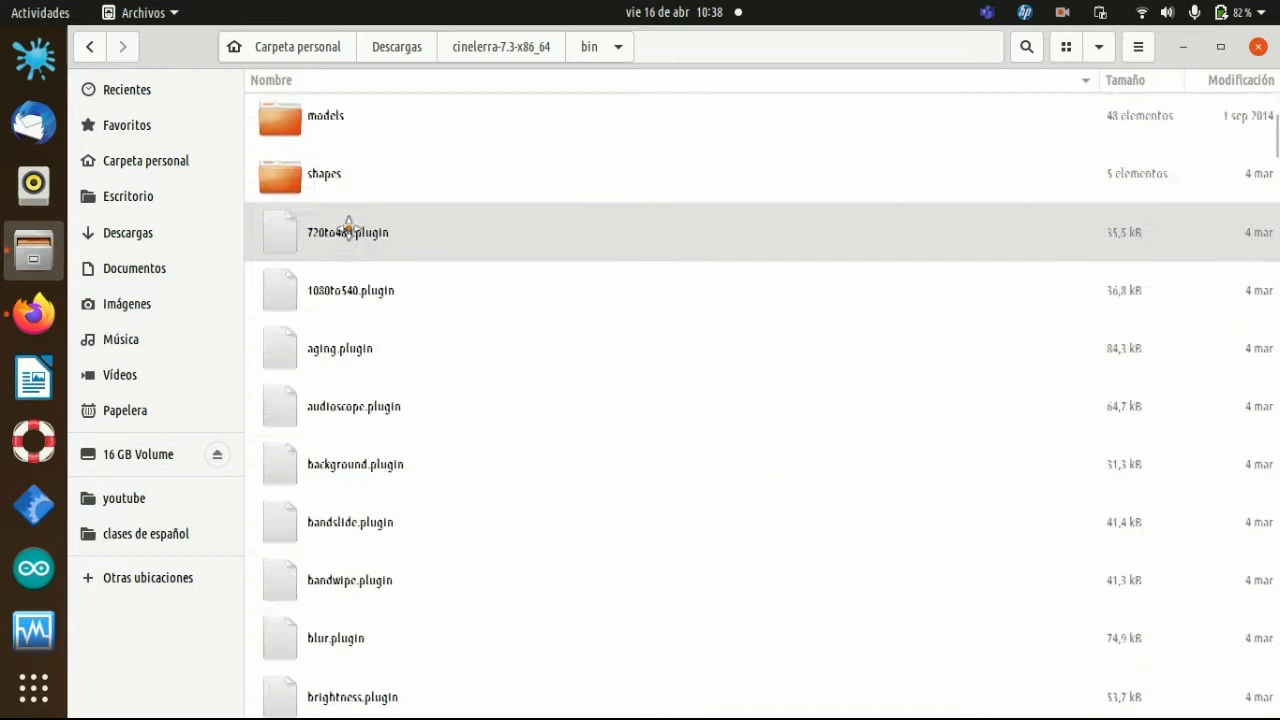 Actividades Archivos vie 16 de abr 10:38 82 %
Carpeta personal Descargas cinelerra-7.3-x86_64 bin
Nombre Tamaño Modificación
Recientes
Favoritos
Carpeta personal
Escritorio
Descargas
Documentos
Imágenes
Música
Vídeos
Papelera
16 GB Volume
youtube
clases de español
Otras ubicaciones
models 48 elementos 1 sep 2014
shapes 5 elementos 4 mar
35,5 kB 4 mar
1080to540.plugin 36,8 kB 4 mar
aging.plugin 84,3 kB 4 mar
audioscope.plugin 64,7 kB 4 mar
background.plugin 31,3 kB 4 mar
bandslide.plugin 41,4 kB 4 mar
bandwipe.plugin 41,3 kB 4 mar
blur.plugin 74,9 kB 4 mar
brightness.plugin 53,7 kB 4 mar